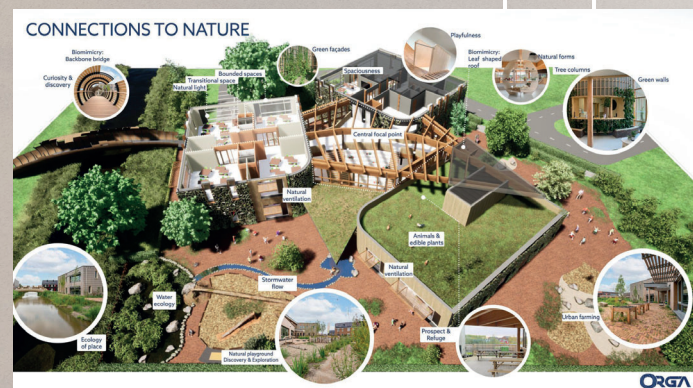 CONNECTIONS TO NATURE
Biomimicry:
Backbone bridge
Curiosity &
discovery
Bounded spaces
Transitional space
Natural light
Green façades
Spaciousness
Playfulness
Biomimicry:
Leaf shaped
roof
Natural forms
Tree columns
Green walls
Central focal point
Natural
ventilation
Animals &
edible plants
Natural
ventilation
Stormwater
flow
Water
ecology
Ecology
of place
Natural playground
Discovery & Exploration
Prospect &
Refuge
Urban farming
ORGA